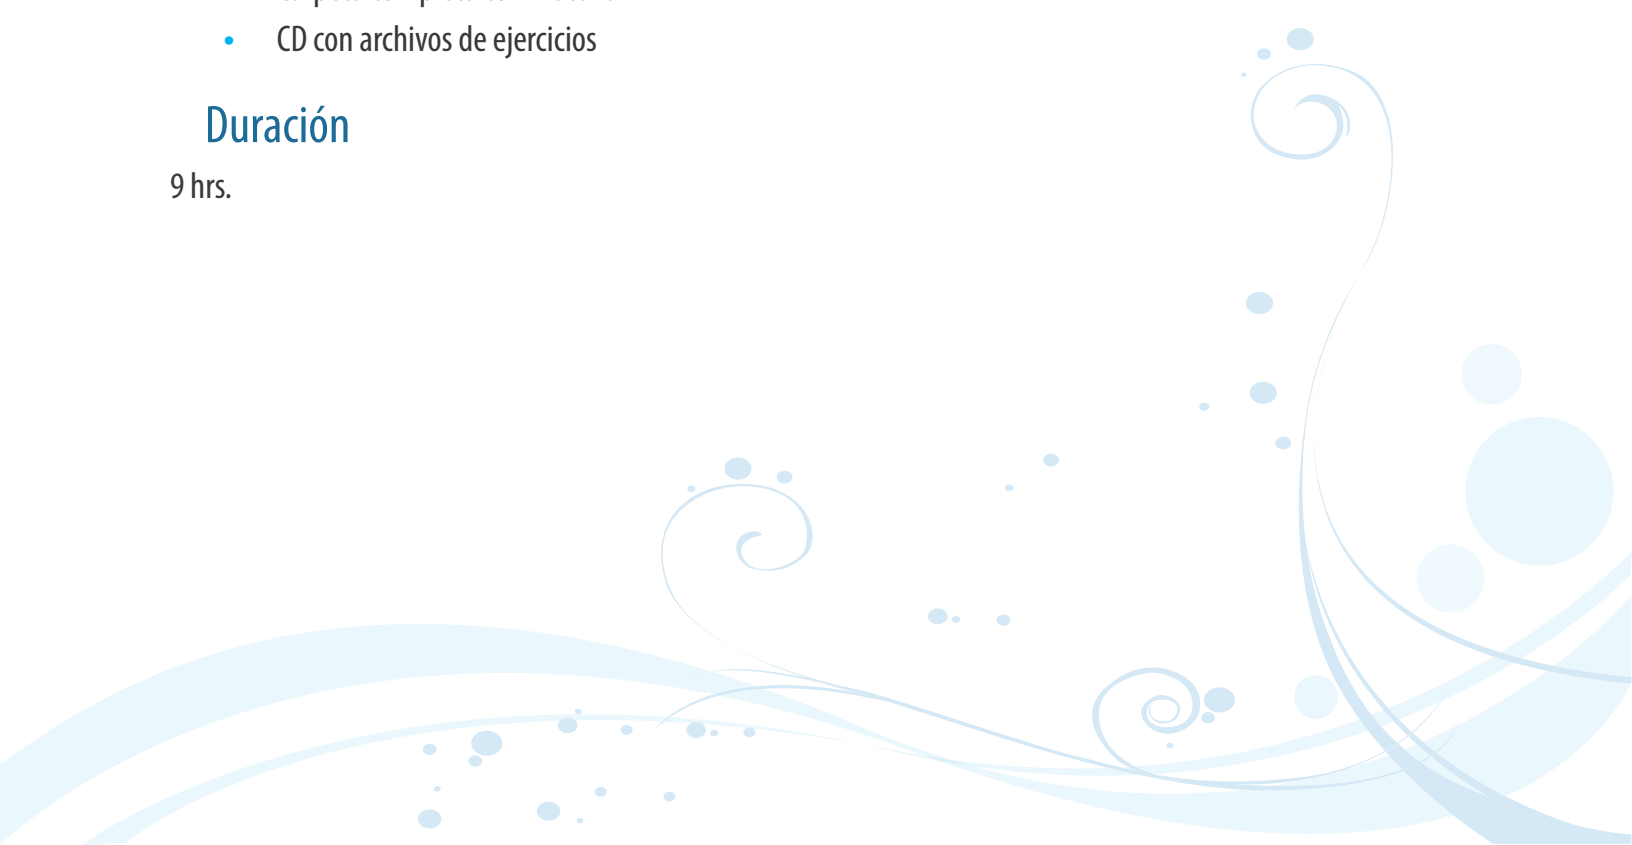 • CD con archivos de ejercicios
Duración
9 hrs.